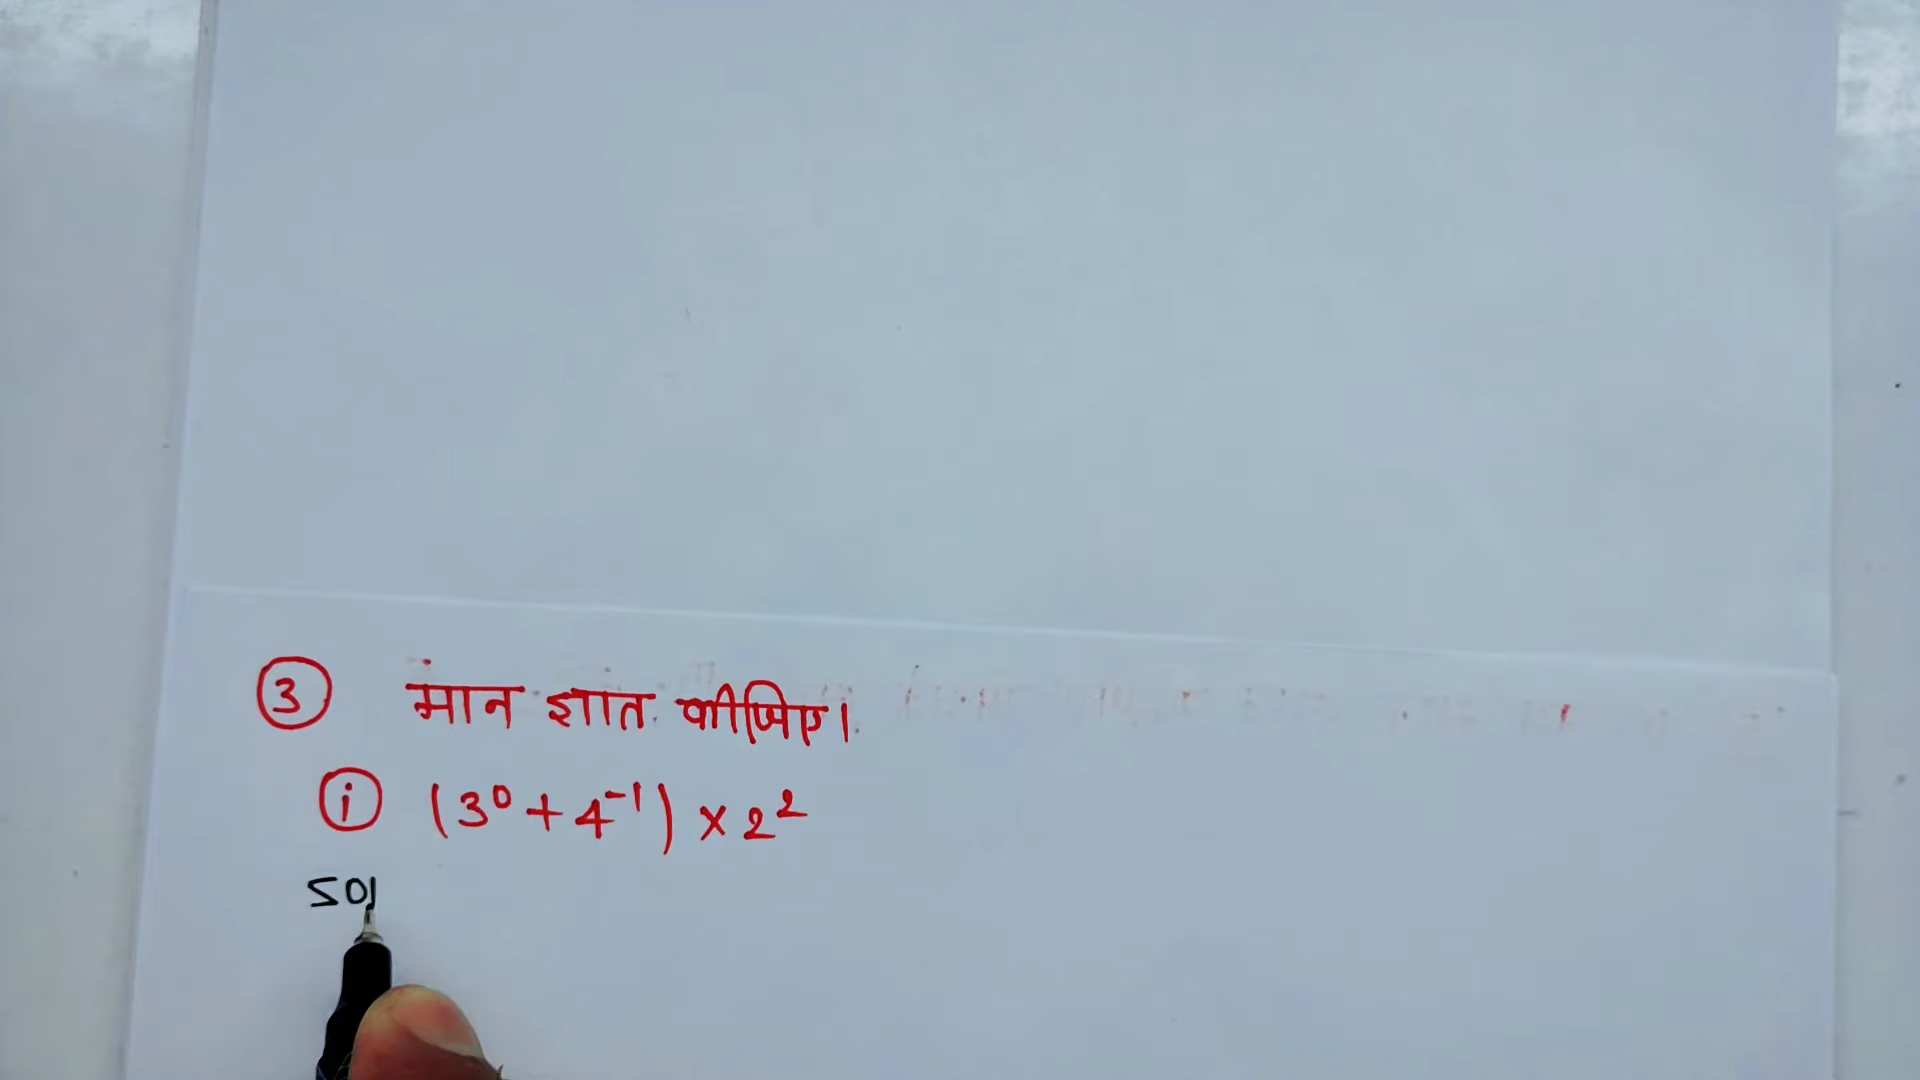 ③ मान ज्ञात कीजिए।
ⓘ (3⁰ + 4⁻¹) × 2²
Sol